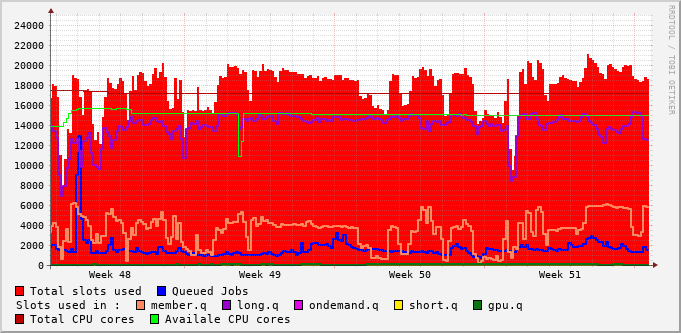 24000
22000
20000
18000
16000
14000
12000
10000
8000
6000
4000
2000
0
Week 48 Week 49 Week 50 Week 51
Total slots used Queued Jobs
Slots used in : member.q long.q ondemand.q short.q gpu.q
Total CPU cores Availale CPU cores
RRDTOOL / TOBI OETIKER